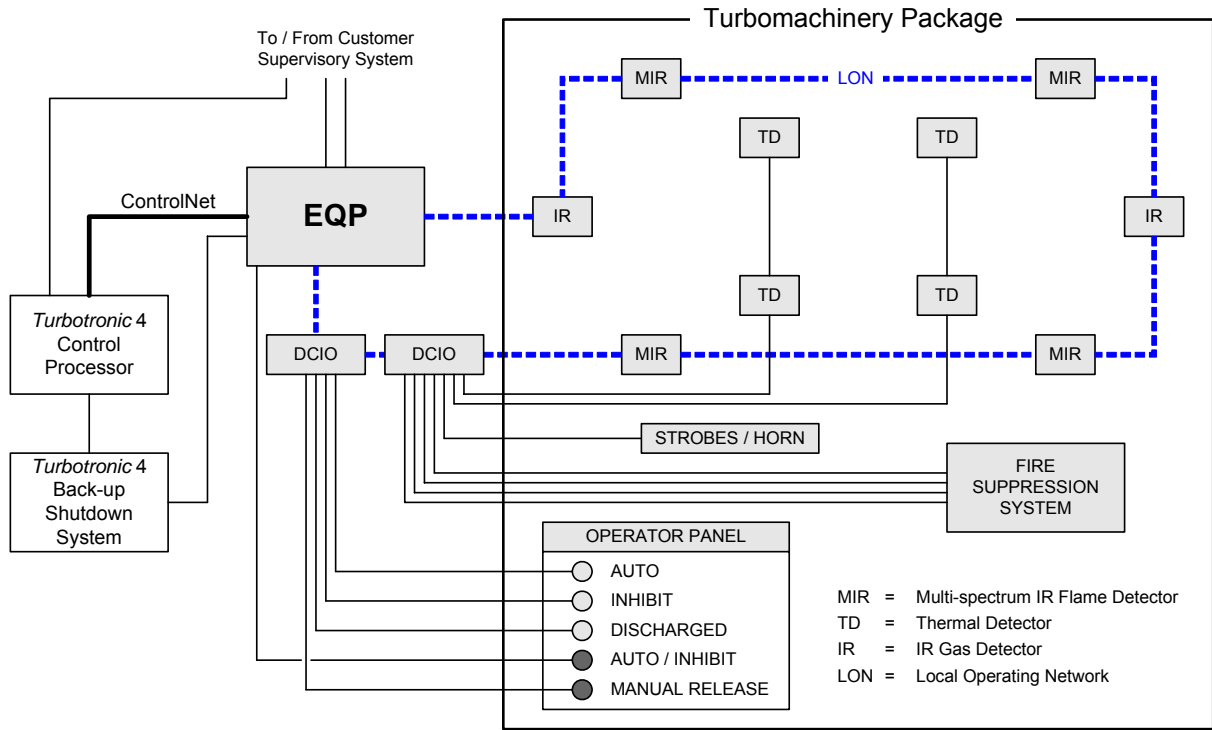 Turbomachinery Package
To / From Customer
Supervisory System
MIR
LON
MIR
TD
TD
ControlNet
EQP
IR
IR
TD
TD
Turbotronic 4
Control
Processor
DCIO
DCIO
MIR
MIR
STROBES / HORN
Turbotronic 4
Back-up
Shutdown
System
FIRE
SUPPRESSION
SYSTEM
OPERATOR PANEL
AUTO
INHIBIT
DISCHARGED
AUTO / INHIBIT
MANUAL RELEASE
MIR = Multi-spectrum IR Flame Detector
TD = Thermal Detector
IR = IR Gas Detector
LON = Local Operating Network